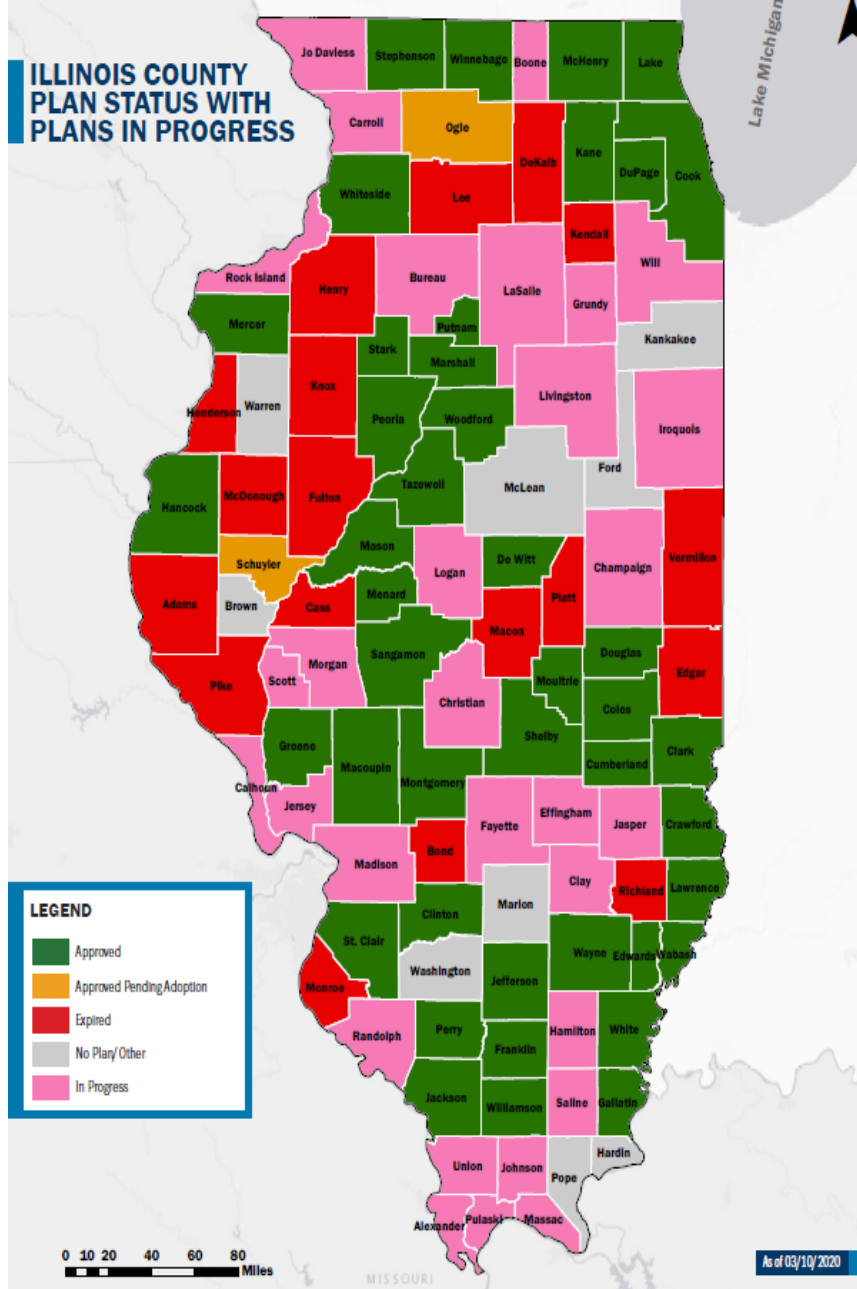 Lake Michigan
ILLINOIS COUNTY
PLAN STATUS WITH
PLANS IN PROGRESS
Jo Daviess
Stephenson
Winnebago
Boone
McHenry
Lake
Carroll
Ogle
DeKalb
Kane
DuPage
Cook
Whiteside
Lee
Kendall
Will
Rock Island
Henry
Bureau
LaSalle
Grundy
Mercer
Putnam
Kankakee
Stark
Marshall
Henderson
Warren
Knox
Peoria
Woodford
Livingston
Iroquois
Ford
Hancock
McDonough
Fulton
Tazewell
McLean
Schuyler
Mason
Logan
De Witt
Champaign
Vermilion
Adams
Brown
Cass
Menard
Macon
Piatt
Pike
Scott
Morgan
Sangamon
Christian
Moultrie
Douglas
Edgar
Coles
Shelby
Greene
Macoupin
Montgomery
Cumberland
Clark
Calhoun
Jersey
Fayette
Effingham
Jasper
Crawford
Madison
Bond
Clay
Richland
Lawrence
Marion
Clinton
St. Clair
Washington
Wayne
Edwards
Wabash
Jefferson
Monroe
Randolph
Perry
Hamilton
White
Franklin
Jackson
Williamson
Saline
Gallatin
Union
Johnson
Pope
Hardin
Alexander
Pulaski
Massac
LEGEND
Approved
Approved Pending Adoption
Expired
No Plan/ Other
In Progress
0 10 20 40 60 80
Miles
MISSOURI
As of 03/10/2020